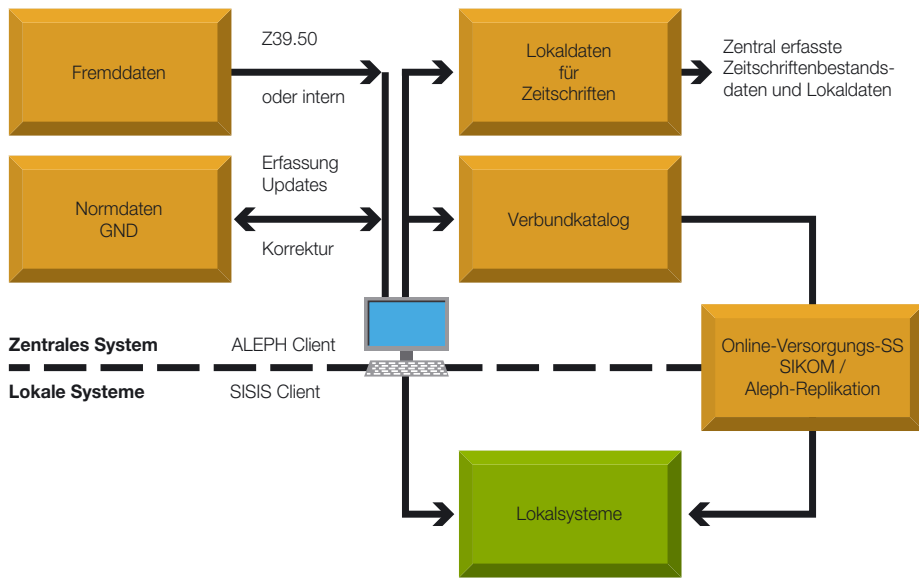 Fremddaten
Z39.50
oder intern
Lokaldaten
für
Zeitschriften
Zentral erfasste
Zeitschriftenbestands-
daten und Lokaldaten
Normdaten
GND
Erfassung
Updates
Korrektur
Verbundkatalog
Zentrales System
ALEPH Client
Lokale Systeme
SISIS Client
Online-Versorgungs-SS
SIKOM /
Aleph-Replikation
Lokalsysteme